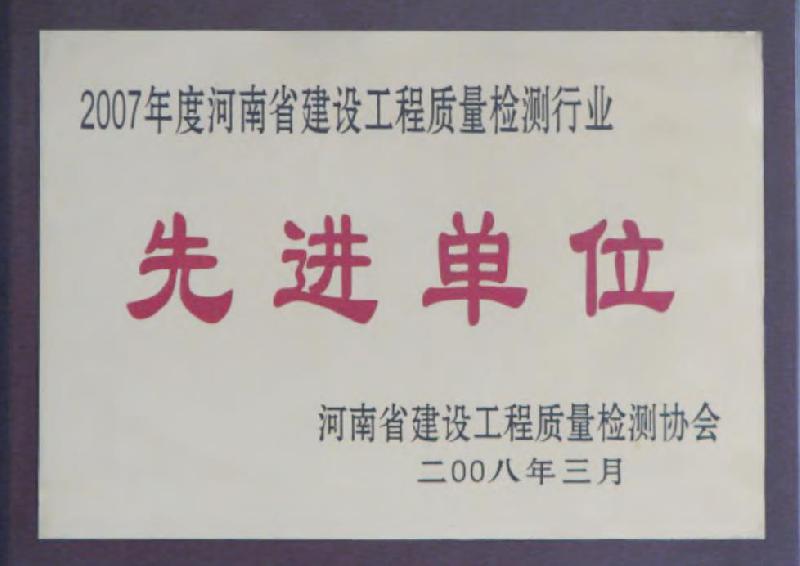 2007年度河南省建设工程质量检测行业
先进单位
河南省建设工程质量检测协会
二00八年三月